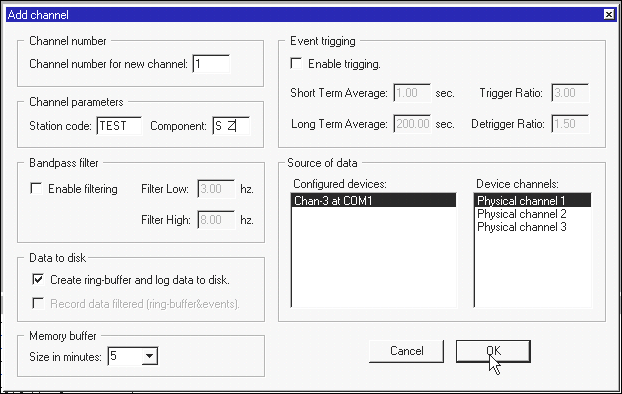 Add channel
Channel number
Channel number for new channel: 1
Channel parameters
Station code: TEST Component: S Z
Bandpass filter
Enable filtering Filter Low: 3.00 hz.
Filter High: 8.00 hz.
Data to disk
Create ring-buffer and log data to disk.
Record data filtered (ring-buffer&events).
Memory buffer
Size in minutes: 5
Event trigging
Enable trigging.
Short Term Average: 1.00 sec. Trigger Ratio: 3.00
Long Term Average: 200.00 sec. Detrigger Ratio: 1.50
Source of data
Configured devices: Device channels:
Chan-3 at COM1 Physical channel 1
Physical channel 2
Physical channel 3
Cancel OK